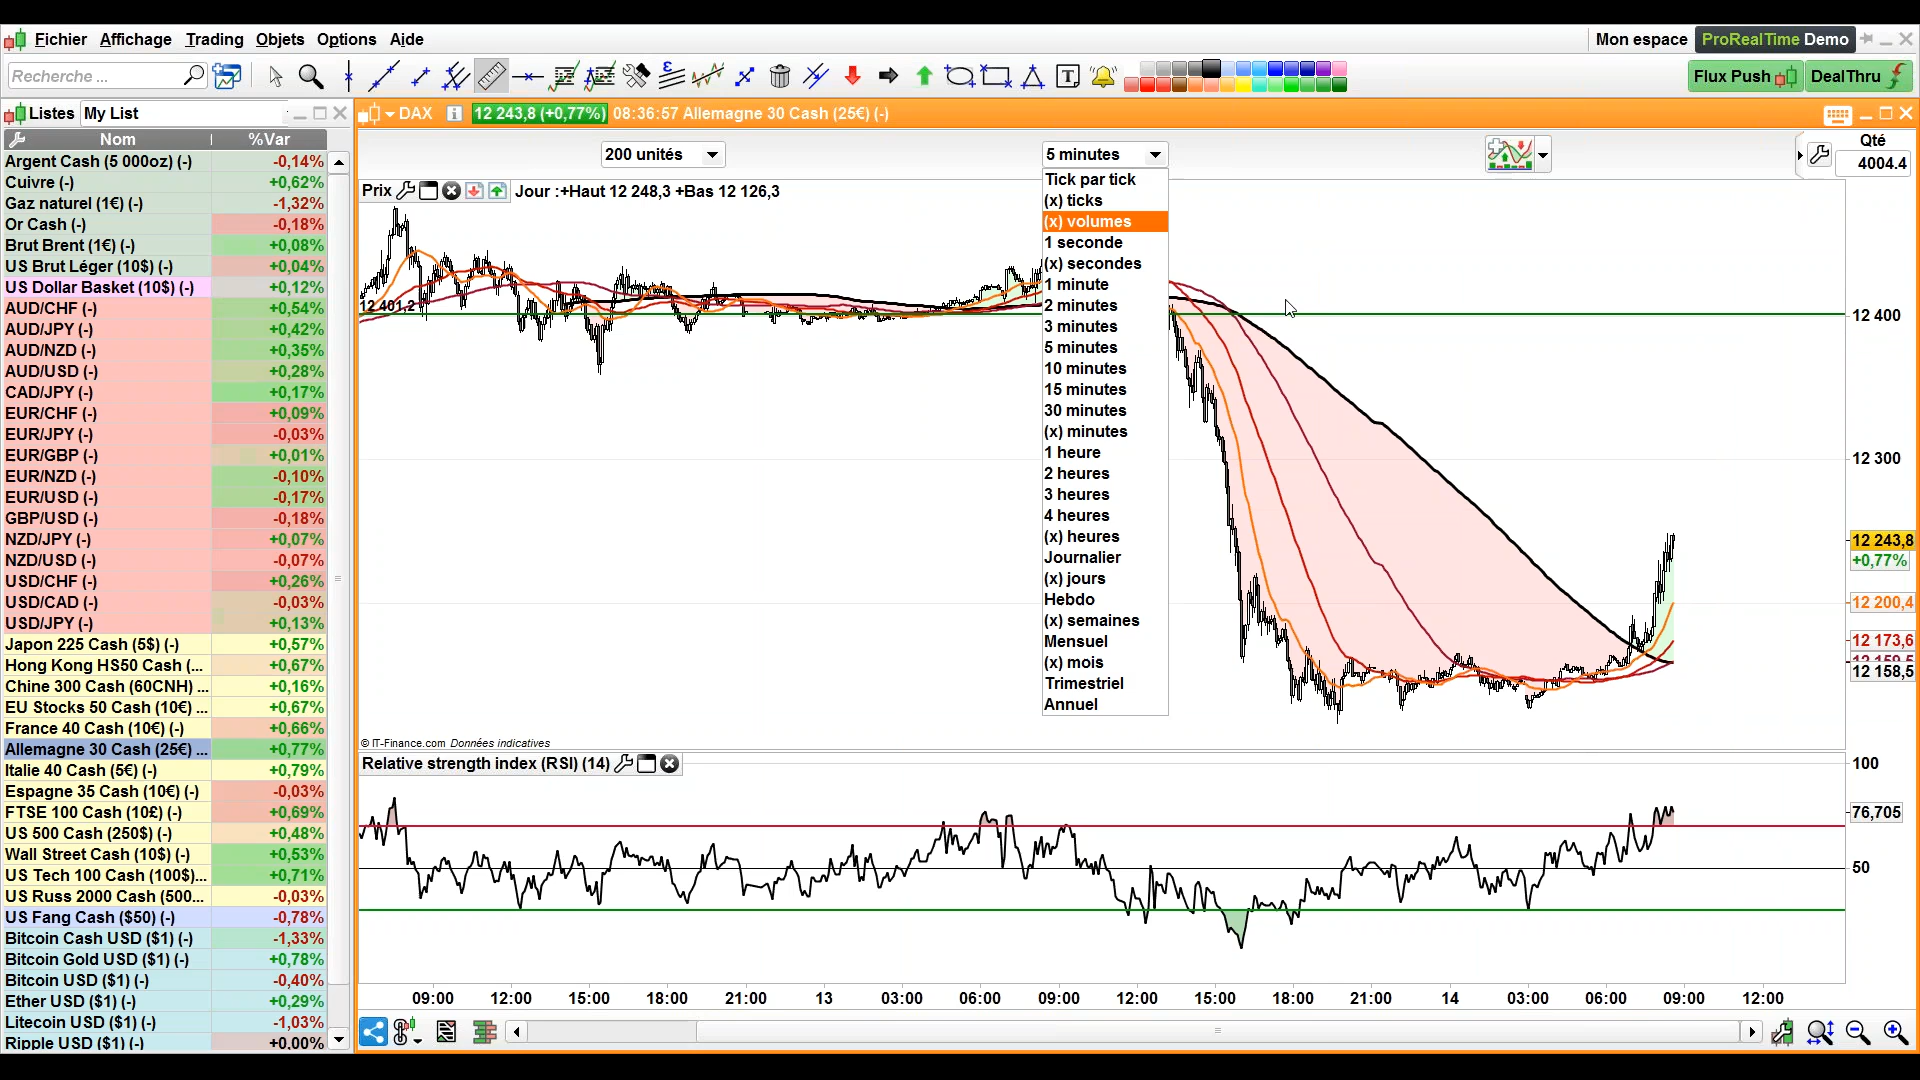 Fichier Affichage Trading Objets Options Aide Mon espace ProRealTime Demo
Recherche ... Flux Push DealThru
Listes My List
DAX 12 243,8 (+0,77%) 08:36:57 Allemagne 30 Cash (25€) (-)
Nom %Var
200 unités
5 minutes
Qté
4004.4
Prix Jour :+Haut 12 248,3 +Bas 12 126,3
Argent Cash (5 000oz) (-) -0,14%
Cuivre (-) +0,62%
Gaz naturel (1€) (-) -1,32%
Or Cash (-) -0,18%
Brut Brent (1€) (-) +0,08%
US Brut Léger (10$) (-) +0,04%
US Dollar Basket (10$) (-) +0,12%
AUD/CHF (-) +0,54%
AUD/JPY (-) +0,42%
AUD/NZD (-) +0,35%
AUD/USD (-) +0,28%
CAD/JPY (-) +0,17%
EUR/CHF (-) +0,09%
EUR/JPY (-) -0,03%
EUR/GBP (-) +0,01%
EUR/NZD (-) -0,10%
EUR/USD (-) -0,17%
GBP/USD (-) -0,18%
NZD/JPY (-) +0,07%
NZD/USD (-) -0,07%
USD/CHF (-) +0,26%
USD/CAD (-) -0,03%
USD/JPY (-) +0,13%
Japon 225 Cash (5$) (-) +0,57%
Hong Kong HS50 Cash (... +0,67%
Chine 300 Cash (60CNH) ... +0,16%
EU Stocks 50 Cash (10€) ... +0,67%
France 40 Cash (10€) (-) +0,66%
Allemagne 30 Cash (25€) ... +0,77%
Italie 40 Cash (5€) (-) +0,79%
Espagne 35 Cash (10€) (-) -0,03%
FTSE 100 Cash (10£) (-) +0,69%
US 500 Cash (250$) (-) +0,48%
Wall Street Cash (10$) (-) +0,53%
US Tech 100 Cash (100$)... +0,71%
US Russ 2000 Cash (500... -0,03%
US Fang Cash ($50) (-) -0,78%
Bitcoin Cash USD ($1) (-) -1,33%
Bitcoin Gold USD ($1) (-) +0,78%
Bitcoin USD ($1) (-) -0,40%
Ether USD ($1) (-) +0,29%
Litecoin USD ($1) (-) -1,03%
Ripple USD ($1) (-) +0,00%
Tick par tick
(x) ticks
(x) volumes
1 seconde
(x) secondes
1 minute
2 minutes
3 minutes
5 minutes
10 minutes
15 minutes
30 minutes
(x) minutes
1 heure
2 heures
3 heures
4 heures
(x) heures
Journalier
(x) jours
Hebdo
(x) semaines
Mensuel
(x) mois
Trimestriel
Annuel
12 401,2
12 400
12 300
12 243,8
+0,77%
12 200,4
12 173,6
12 158,5
© IT-Finance.com Données indicatives
Relative strength index (RSI) (14)
100
76,705
50
09:00 12:00 15:00 18:00 21:00 13 03:00 06:00 09:00 12:00 15:00 18:00 21:00 14 03:00 06:00 09:00 12:00